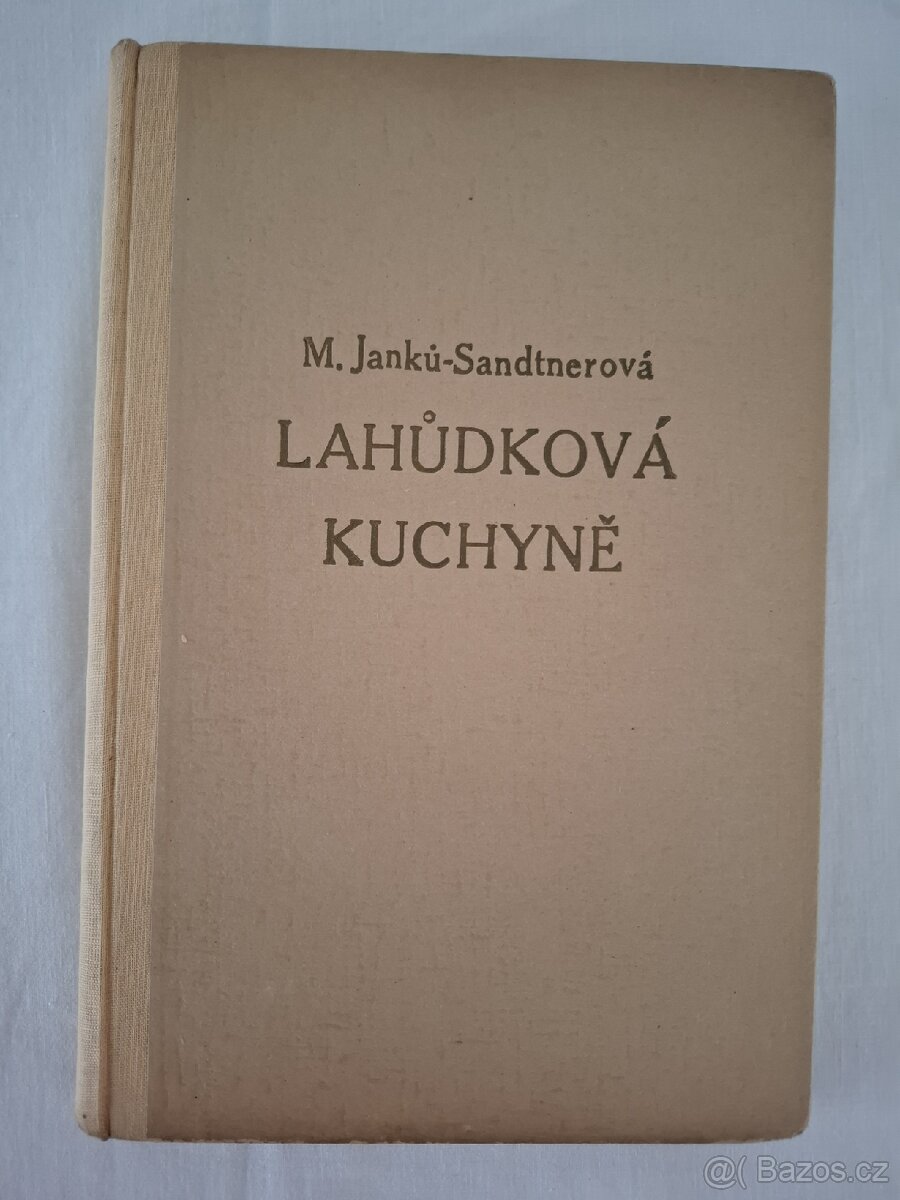 M. Janků-Sandtnerová
LAHŮDKOVÁ
KUCHYNĚ
@( Bazos.cz